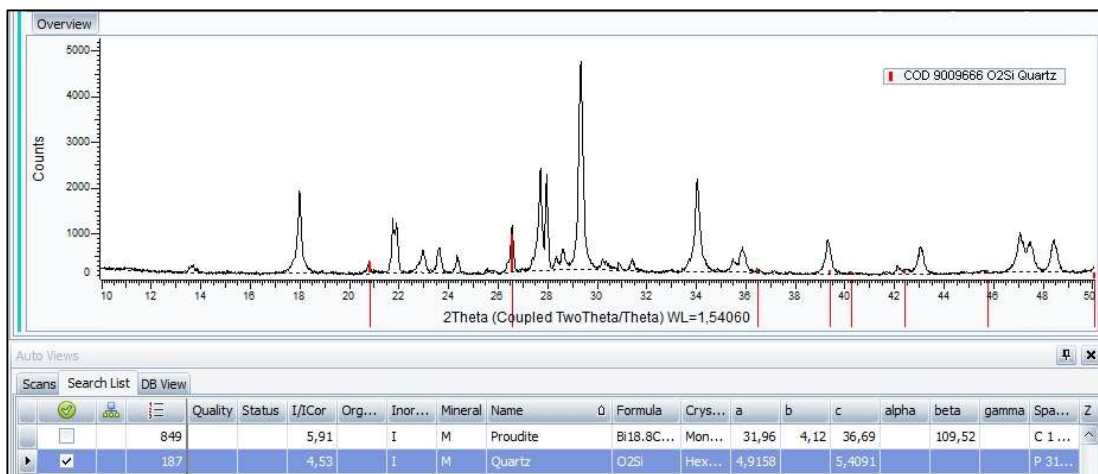 Overview
5000
4000
3000
2000
1000
0
Counts
COD 9009666 O2Si Quartz
10 12 14 16 18 20 22 24 26 28 30 32 34 36 38 40 42 44 46 48 50
2Theta (Coupled TwoTheta/Theta) WL=1,54060
Auto Views
Scans Search List DB View
Quality Status I/ICor Org... Inor... Mineral Name Formula Crys... a b c alpha beta gamma Spa... Z
849 5,91 I M Proudite Bi18.8C... Mon... 31,96 4,12 36,69 109,52 C 1 ...
187 4,53 I M Quartz O2Si Hex... 4,9158 5,4091 P 31...